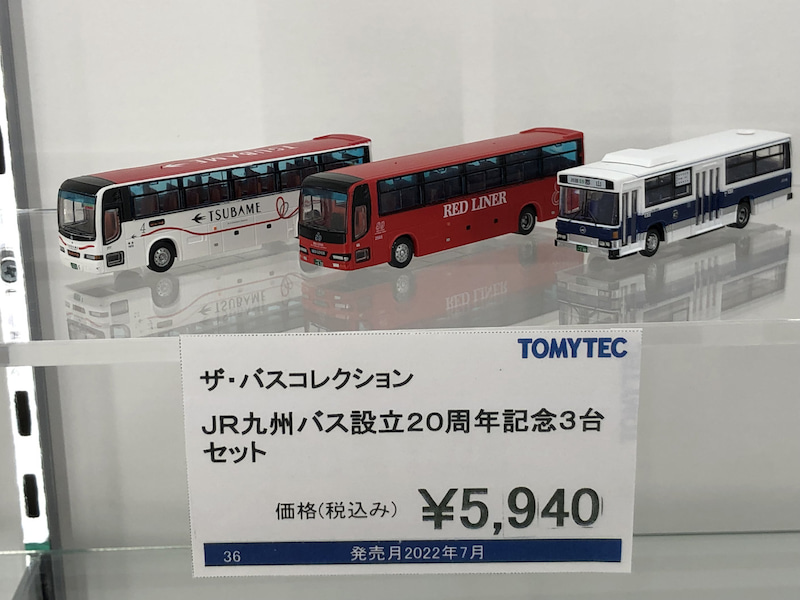 TSUBAME
4
TSUBAME
RED LINER
TOMYTEC
ザ・バスコレクション
JR九州バス設立20周年記念3台
セット
価格(税込み) ¥5,940
36 発売月2022年7月